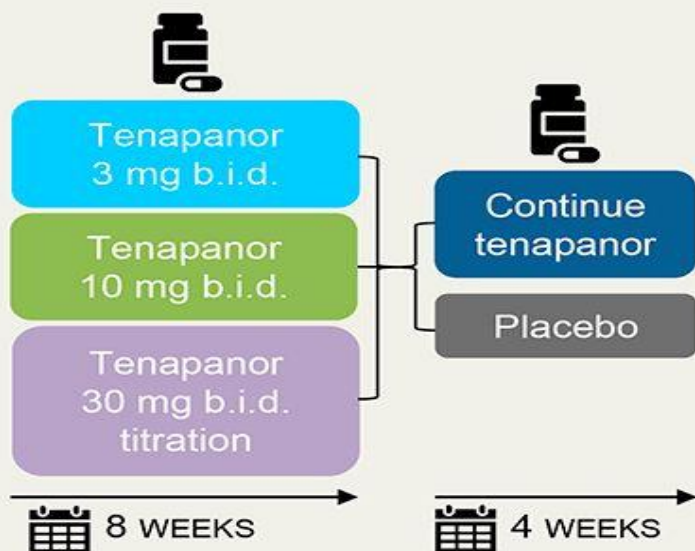 Tenapanor
3 mg b.i.d.
Tenapanor
10 mg b.i.d.
Tenapanor
30 mg b.i.d.
titration
8 WEEKS
Continue
tenapanor
Placebo
4 WEEKS